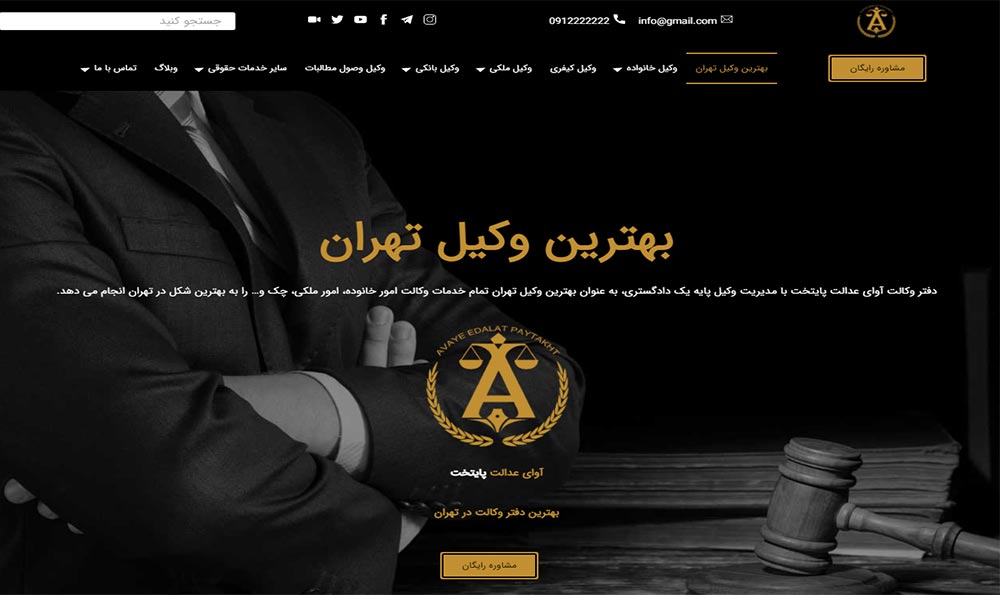 info@gmail.com
0912222222
جستجو کنید
مشاوره رایگان
بهترین وکیل تهران
وکیل خانواده
وکیل کیفری
وکیل ملکی
وکیل بانکی
وکیل وصول مطالبات
سایر خدمات حقوقی
وبلاگ
تماس با ما
بهترین وکیل تهران
دفتر وکالت آوای عدالت پایتخت با مدیریت وکیل پایه یک دادگستری، به عنوان بهترین وکیل تهران تمام خدمات وکالت امور خانوده، امور ملکی، چک و... را به بهترین شکل در تهران انجام می دهد.
AVAYE EDALAT PAYTAKHT
آوای عدالت پایتخت
بهترین دفتر وکالت در تهران
مشاوره رایگان